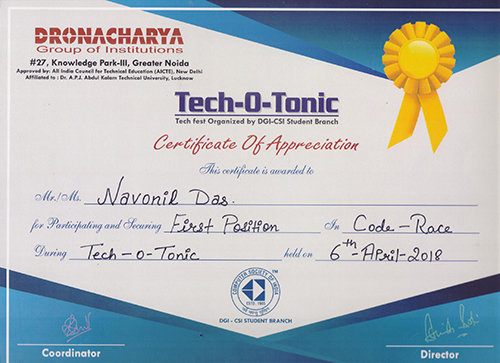 DRONACHARYA
Group of Institutions
#27, Knowledge Park-III, Greater Noida
Approved by: All India Council for Technical Education (AICTE), New Delhi
Affiliated to : Dr. A.P.J. Abdul Kalam Technical University, Lucknow
Tech-O-Tonic
Tech fest Organized by DGI-CSI Student Branch
Certificate Of Appreciation
This certificate is awarded to
Mr./Ms. Navonil Das.
for Participating and Securing First Position In Code-Race
During Tech-o-Tonic held on 6th-April-2018
COMPUTER SOCIETY OF INDIA
ESTD. 1965
TM
DGI - CSI STUDENT BRANCH
Coordinator
Director